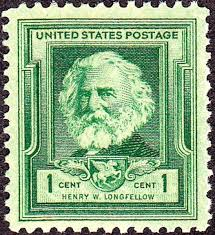 UNITED STATES POSTAGE
1 CENT CENT 1
HENRY W. LONGFELLOW